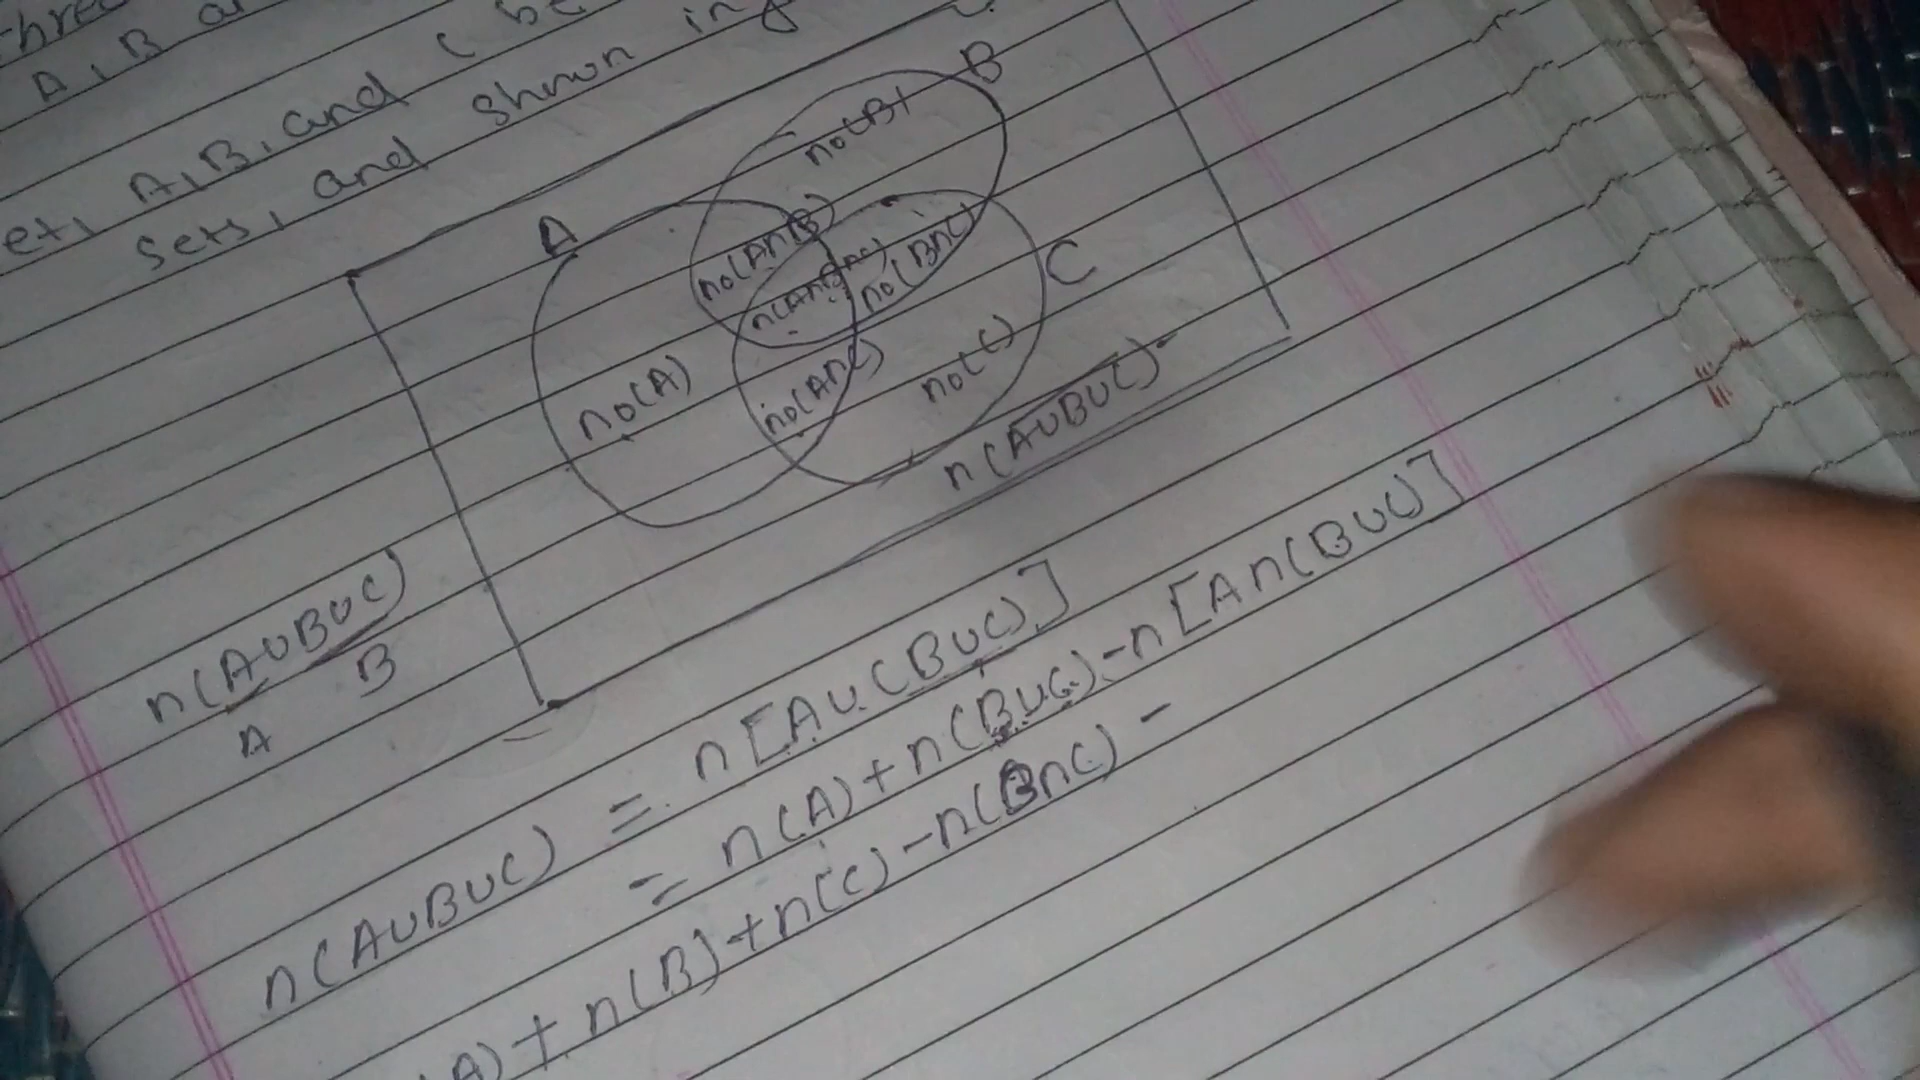 A, B
et, A, B, and C be
sets, and shown in
B
no(B)
A
no(A∩B)
no(B∩C)
n(A∩B∩C)
C
no(A)
no(A∩C)
no(C)
n(A∪B∪C)-
n(A∪B∪C)
A B
n(A∪B∪C) = n[A∪(B∪C)]
= n(A)+n(B∪C)-n[A∩(B∪C)]
A)+n(B)+n(C)-n(B∩C)-